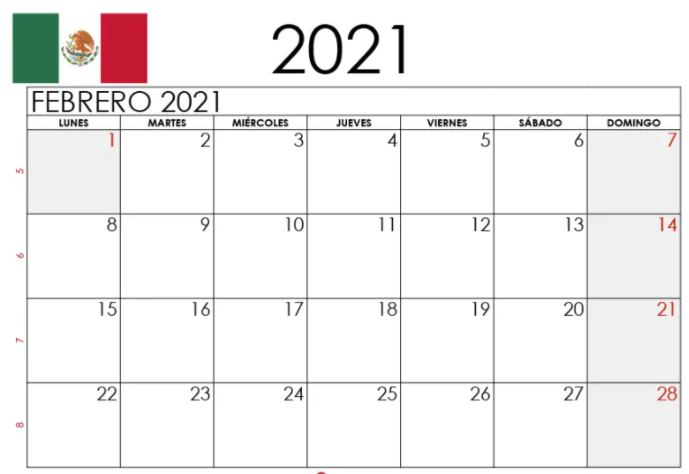 2021
FEBRERO 2021
LUNES MARTES MIÉRCOLES JUEVES VIERNES SÁBADO DOMINGO
5 1 2 3 4 5 6 7
6 8 9 10 11 12 13 14
7 15 16 17 18 19 20 21
8 22 23 24 25 26 27 28